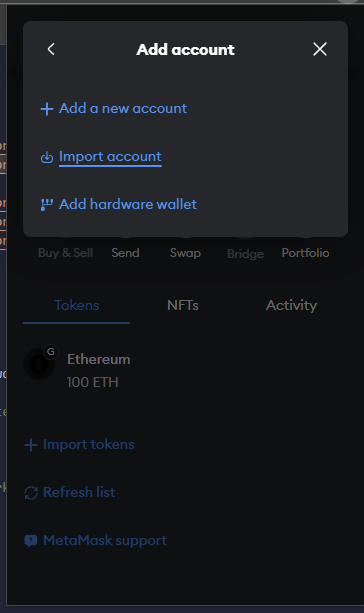 Add account
Add a new account
Import account
Add hardware wallet
Buy & Sell Send Swap Bridge Portfolio
Tokens NFTs Activity
G
Ethereum
100 ETH
Import tokens
Refresh list
MetaMask support